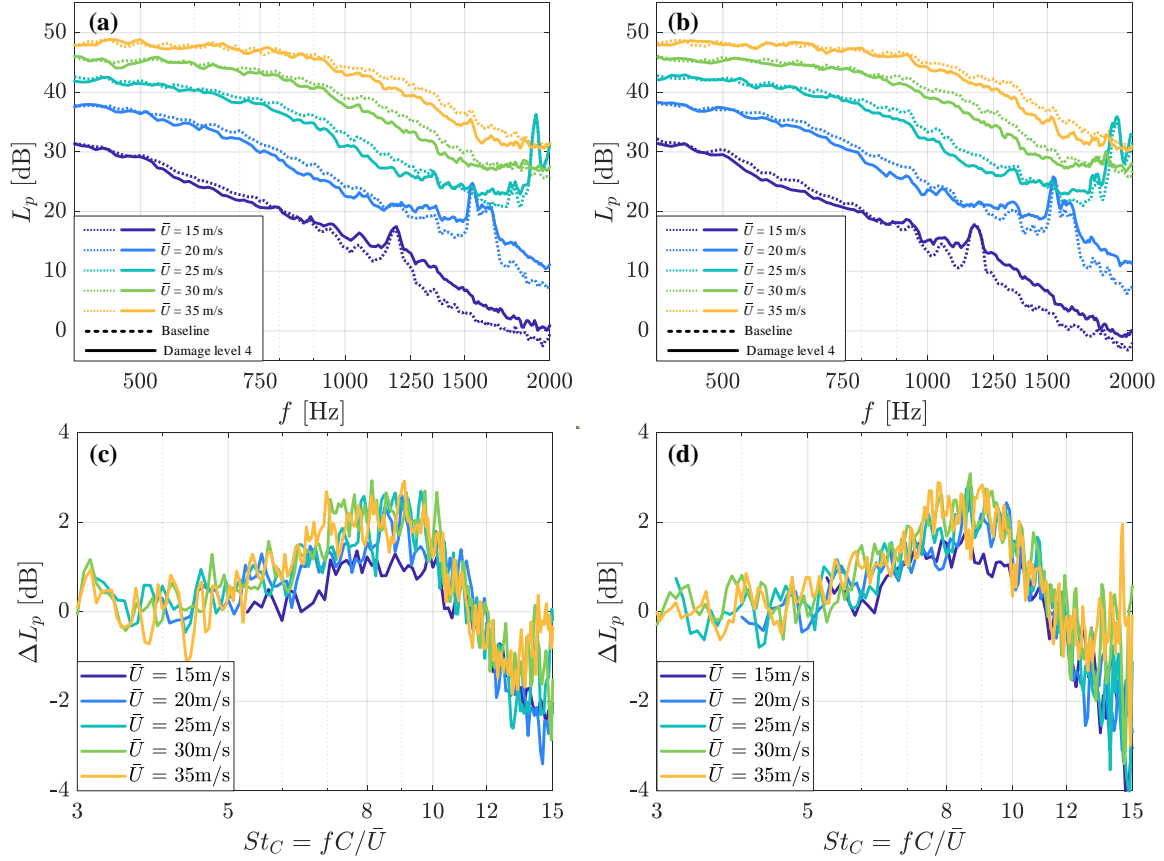 (a)
50
40
30
20
10
0
L_p [dB]
Ū = 15 m/s
Ū = 20 m/s
Ū = 25 m/s
Ū = 30 m/s
Ū = 35 m/s
Baseline
Damage level 4
500 750 1000 1250 1500 2000
f [Hz]
(b)
50
40
30
20
10
0
L_p [dB]
Ū = 15 m/s
Ū = 20 m/s
Ū = 25 m/s
Ū = 30 m/s
Ū = 35 m/s
Baseline
Damage level 4
500 750 1000 1250 1500 2000
f [Hz]
(c)
4
2
0
-2
-4
ΔL_p [dB]
Ū = 15m/s
Ū = 20m/s
Ū = 25m/s
Ū = 30m/s
Ū = 35m/s
3 5 8 10 12 15
St_C = fC/Ū
(d)
4
2
0
-2
-4
ΔL_p [dB]
Ū = 15m/s
Ū = 20m/s
Ū = 25m/s
Ū = 30m/s
Ū = 35m/s
3 5 8 10 12 15
St_C = fC/Ū